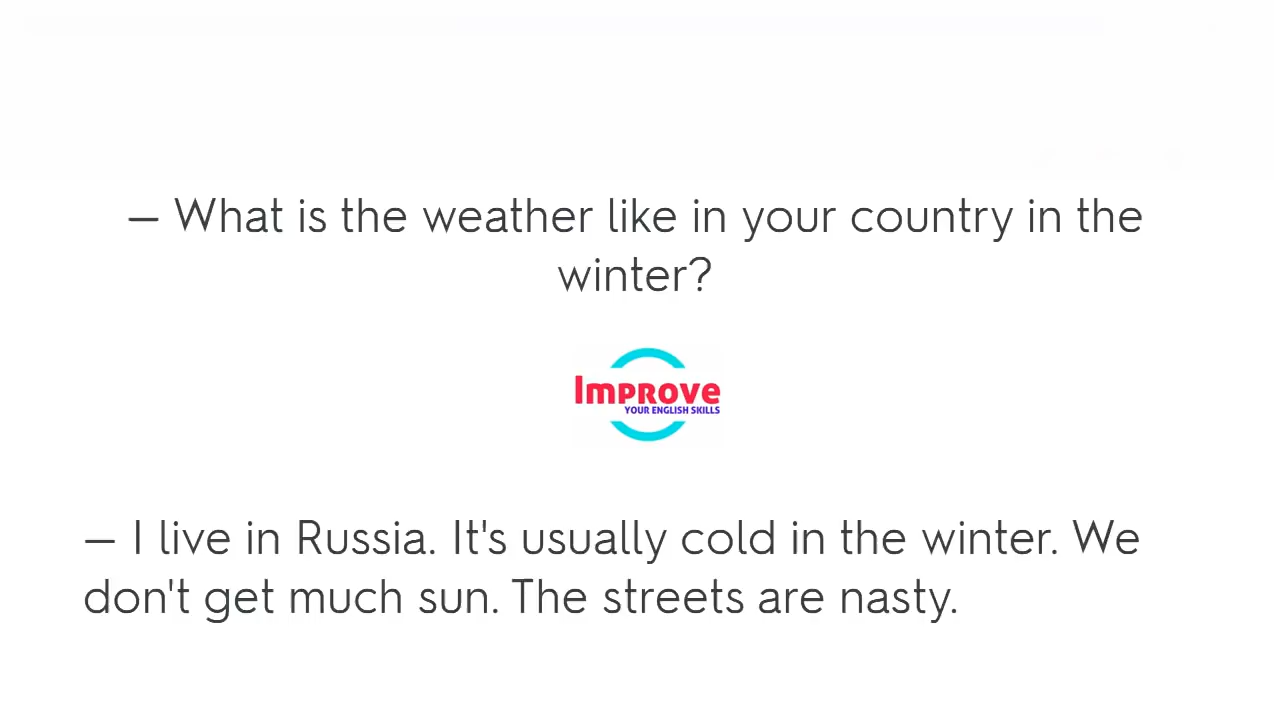 — What is the weather like in your country in the
winter?
Improve
YOUR ENGLISH SKILLS
— I live in Russia. It's usually cold in the winter. We
don't get much sun. The streets are nasty.